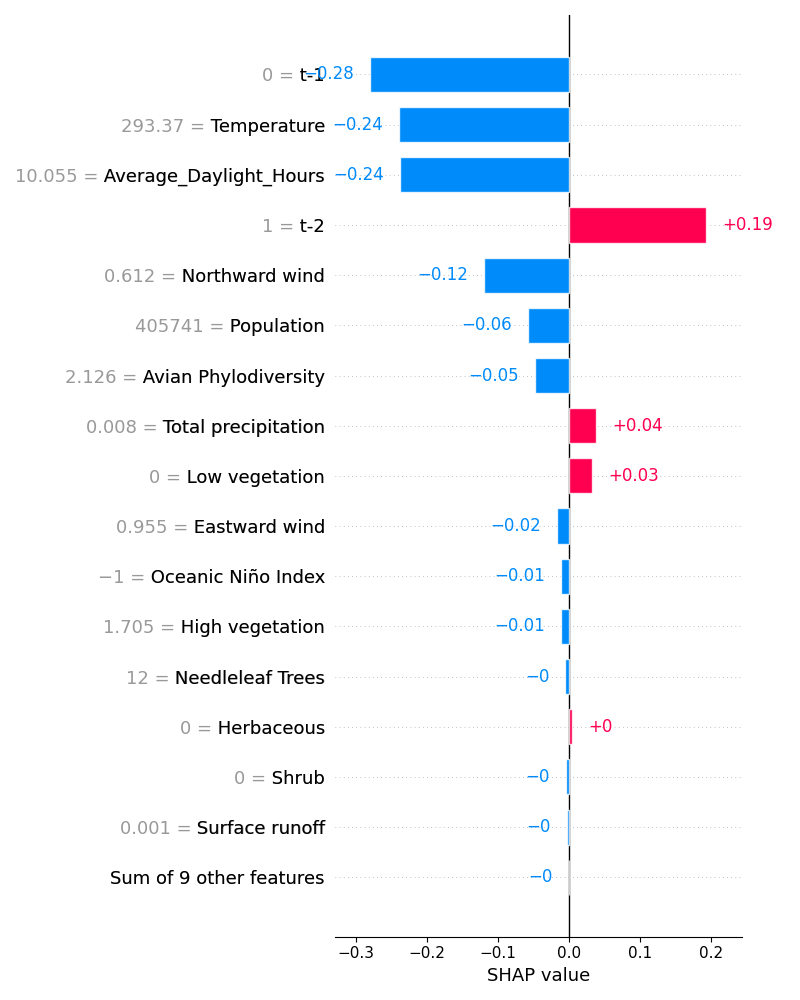 0 = t-1 −0.28
293.37 = Temperature −0.24
10.055 = Average_Daylight_Hours −0.24
1 = t-2 +0.19
0.612 = Northward wind −0.12
405741 = Population −0.06
2.126 = Avian Phylodiversity −0.05
0.008 = Total precipitation +0.04
0 = Low vegetation +0.03
0.955 = Eastward wind −0.02
−1 = Oceanic Niño Index −0.01
1.705 = High vegetation −0.01
12 = Needleleaf Trees −0
0 = Herbaceous +0
0 = Shrub −0
0.001 = Surface runoff −0
Sum of 9 other features −0
−0.3 −0.2 −0.1 0.0 0.1 0.2
SHAP value